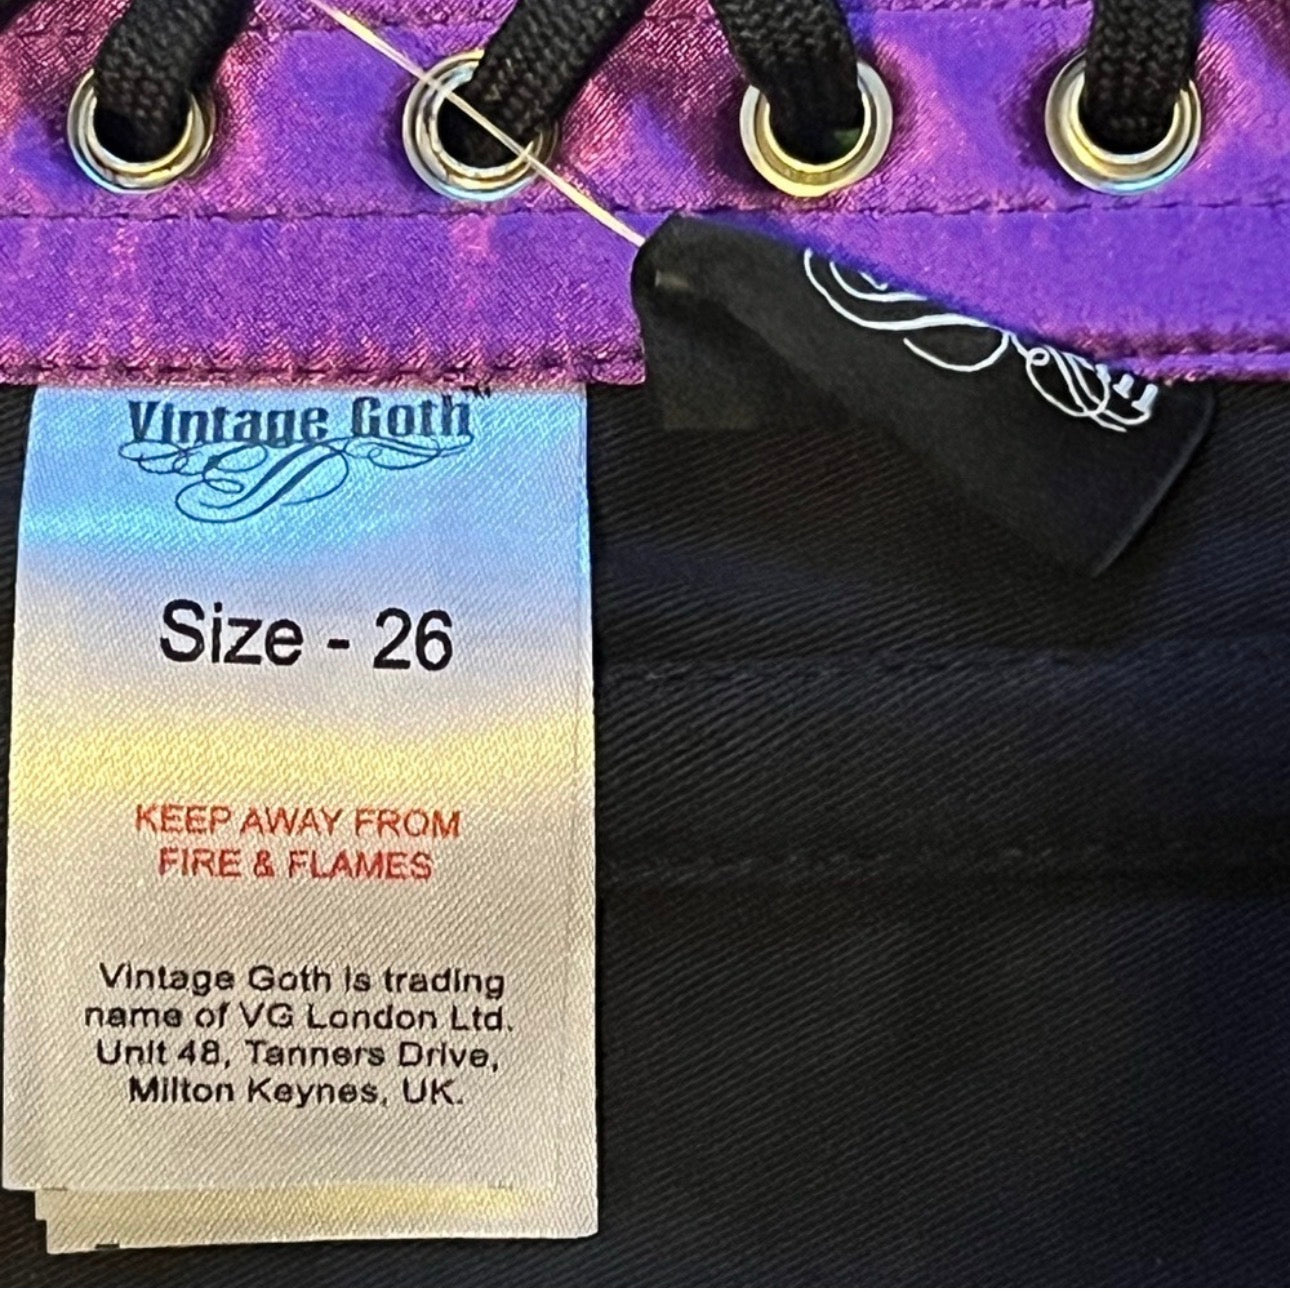 Vintage Goth
Size - 26
KEEP AWAY FROM
FIRE & FLAMES
Vintage Goth is trading
name of VG London Ltd.
Unit 48, Tanners Drive,
Milton Keynes, UK.